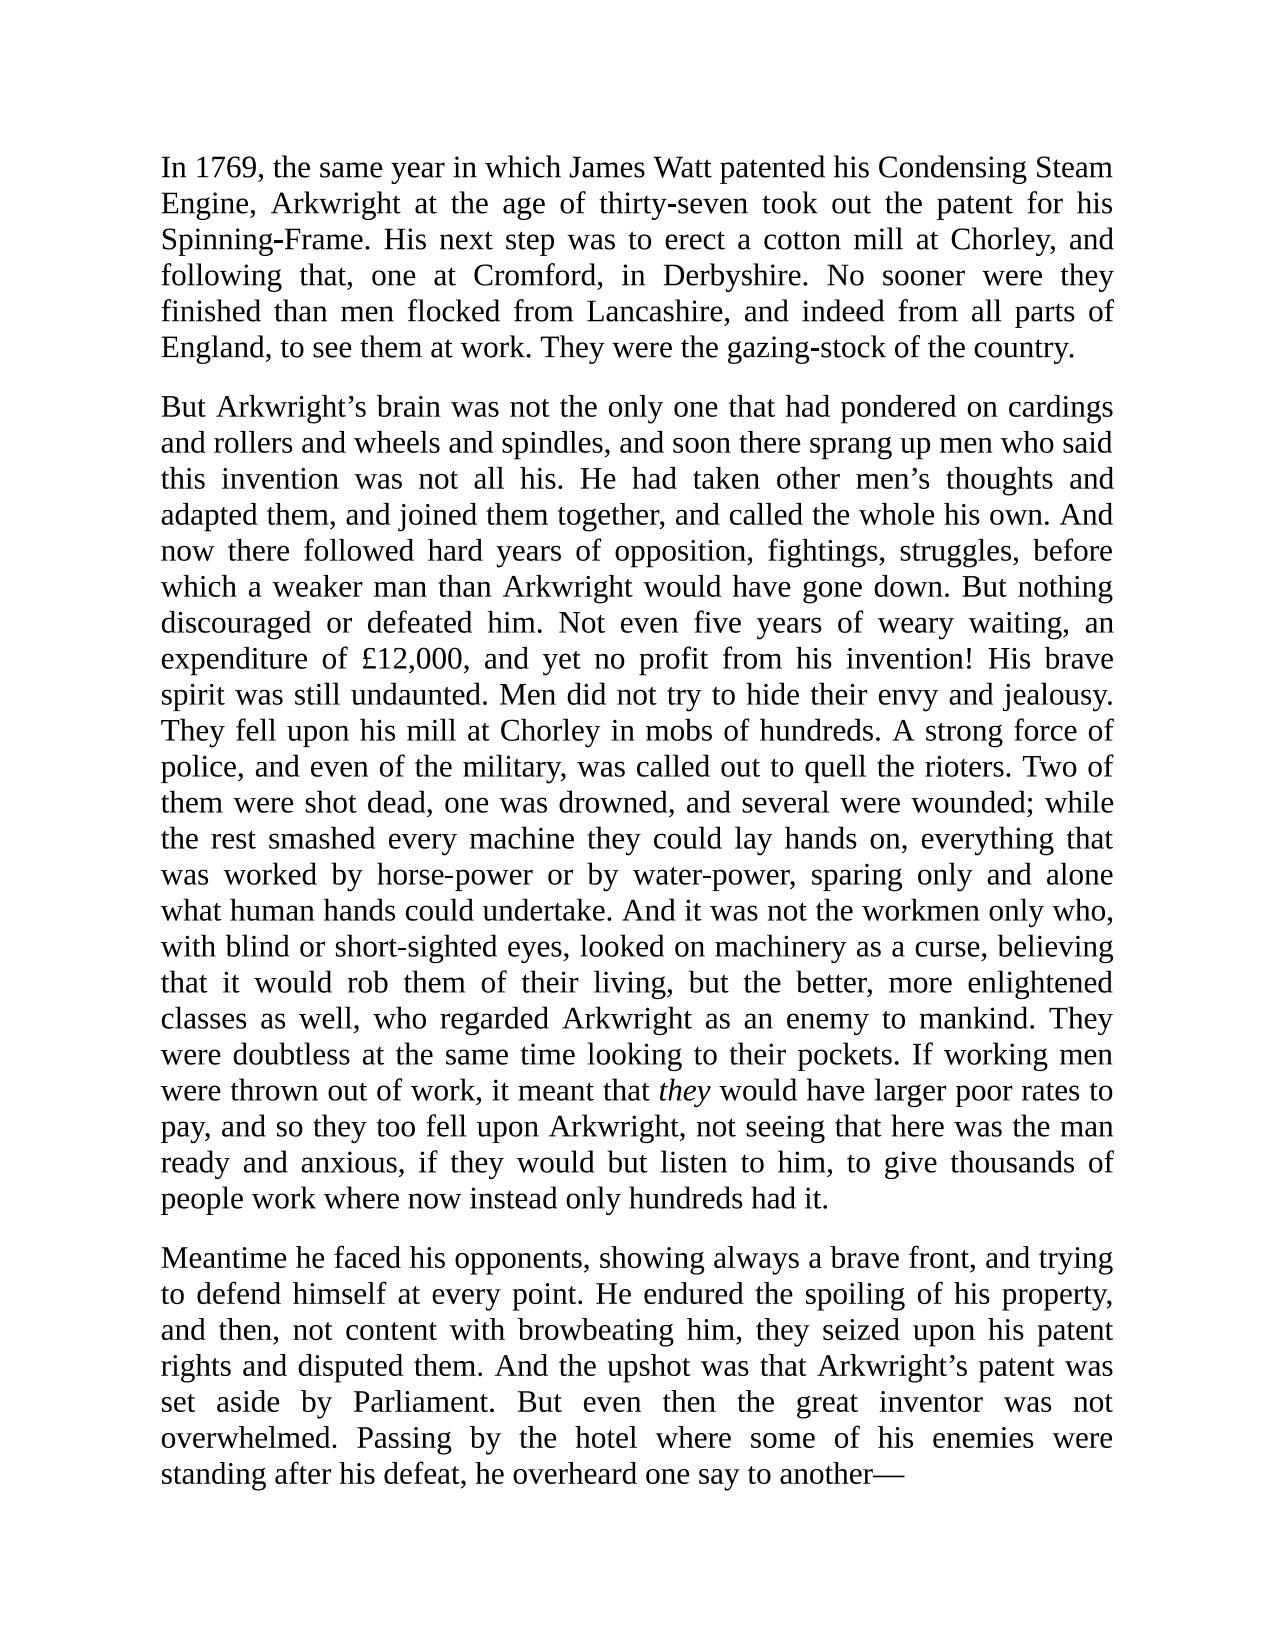 In 1769, the same year in which James Watt patented his Condensing Steam
Engine, Arkwright at the age of thirty-seven took out the patent for his
Spinning-Frame. His next step was to erect a cotton mill at Chorley, and
following that, one at Cromford, in Derbyshire. No sooner were they
finished than men flocked from Lancashire, and indeed from all parts of
England, to see them at work. They were the gazing-stock of the country.
But Arkwright’s brain was not the only one that had pondered on cardings
and rollers and wheels and spindles, and soon there sprang up men who said
this invention was not all his. He had taken other men’s thoughts and
adapted them, and joined them together, and called the whole his own. And
now there followed hard years of opposition, fightings, struggles, before
which a weaker man than Arkwright would have gone down. But nothing
discouraged or defeated him. Not even five years of weary waiting, an
expenditure of £12,000, and yet no profit from his invention! His brave
spirit was still undaunted. Men did not try to hide their envy and jealousy.
They fell upon his mill at Chorley in mobs of hundreds. A strong force of
police, and even of the military, was called out to quell the rioters. Two of
them were shot dead, one was drowned, and several were wounded; while
the rest smashed every machine they could lay hands on, everything that
was worked by horse-power or by water-power, sparing only and alone
what human hands could undertake. And it was not the workmen only who,
with blind or short-sighted eyes, looked on machinery as a curse, believing
that it would rob them of their living, but the better, more enlightened
classes as well, who regarded Arkwright as an enemy to mankind. They
were doubtless at the same time looking to their pockets. If working men
were thrown out of work, it meant that they would have larger poor rates to
pay, and so they too fell upon Arkwright, not seeing that here was the man
ready and anxious, if they would but listen to him, to give thousands of
people work where now instead only hundreds had it.
Meantime he faced his opponents, showing always a brave front, and trying
to defend himself at every point. He endured the spoiling of his property,
and then, not content with browbeating him, they seized upon his patent
rights and disputed them. And the upshot was that Arkwright’s patent was
set aside by Parliament. But even then the great inventor was not
overwhelmed. Passing by the hotel where some of his enemies were
standing after his defeat, he overheard one say to another—